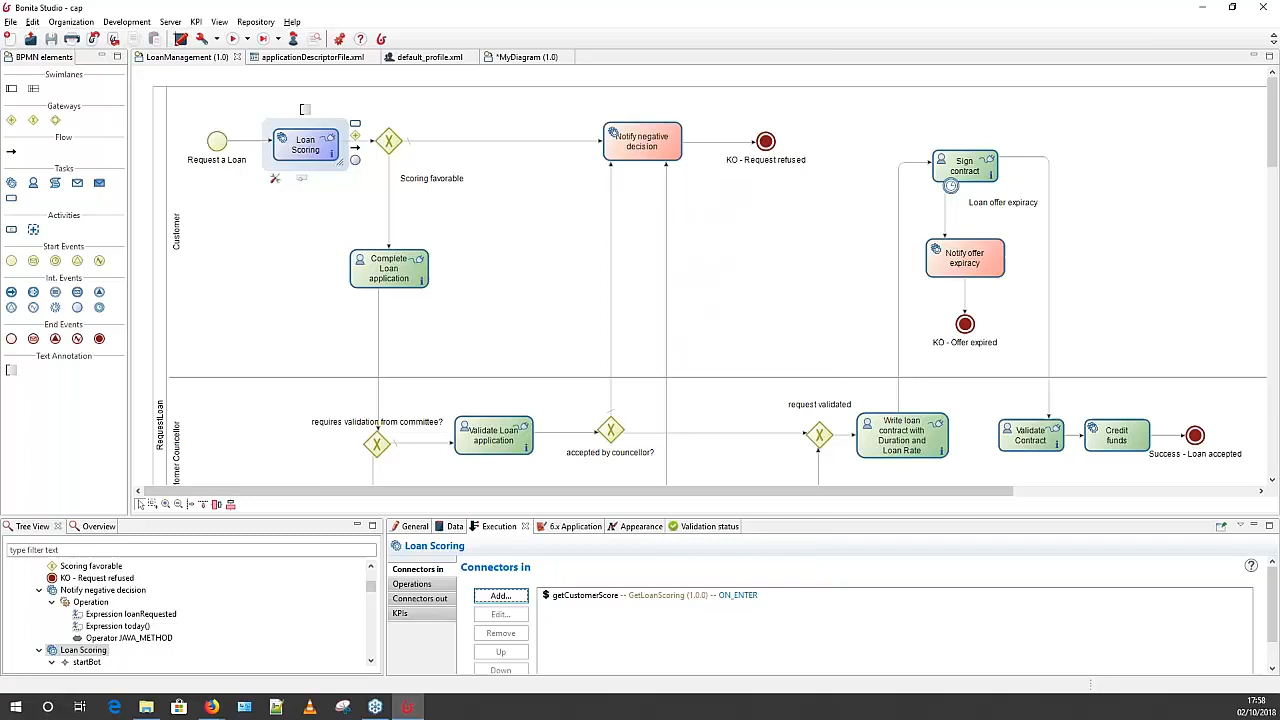 Bonita Studio - cap
File Edit Organization Development Server KPI View Repository Help
BPMN elements
LoanManagement (1.0) applicationDescriptorFile.xml default_profile.xml *MyDiagram (1.0)
Swimlanes
Gateways
Flow
Tasks
Activities
Start Events
Int. Events
End Events
Text Annotation
Customer
RequestLoan
Request a Loan
Loan
Scoring
Scoring favorable
Notify negative
decision
KO - Request refused
Sign
contract
Loan offer expiracy
Complete
Loan
application
Notify offer
expiracy
KO - Offer expired
tomer Councellor
requires validation from committee?
Validate Loan
application
accepted by councellor?
request validated
Write loan
contract with
Duration and
Loan Rate
Validate
Contract
Credit
funds
Success - Loan accepted
Tree View Overview
type filter text
Scoring favorable
KO - Request refused
Notify negative decision
Operation
Expression loanRequested
Expression today()
Operator JAVA_METHOD
Loan Scoring
startBot
General Data Execution 6.x Application Appearance Validation status
Loan Scoring
Connectors in
Operations
Connectors out
KPIs
Connectors in
Add...
Edit...
Remove
Up
Down
getCustomerScore -- GetLoanScoring (1.0.0) -- ON_ENTER
17:58
02/10/2018